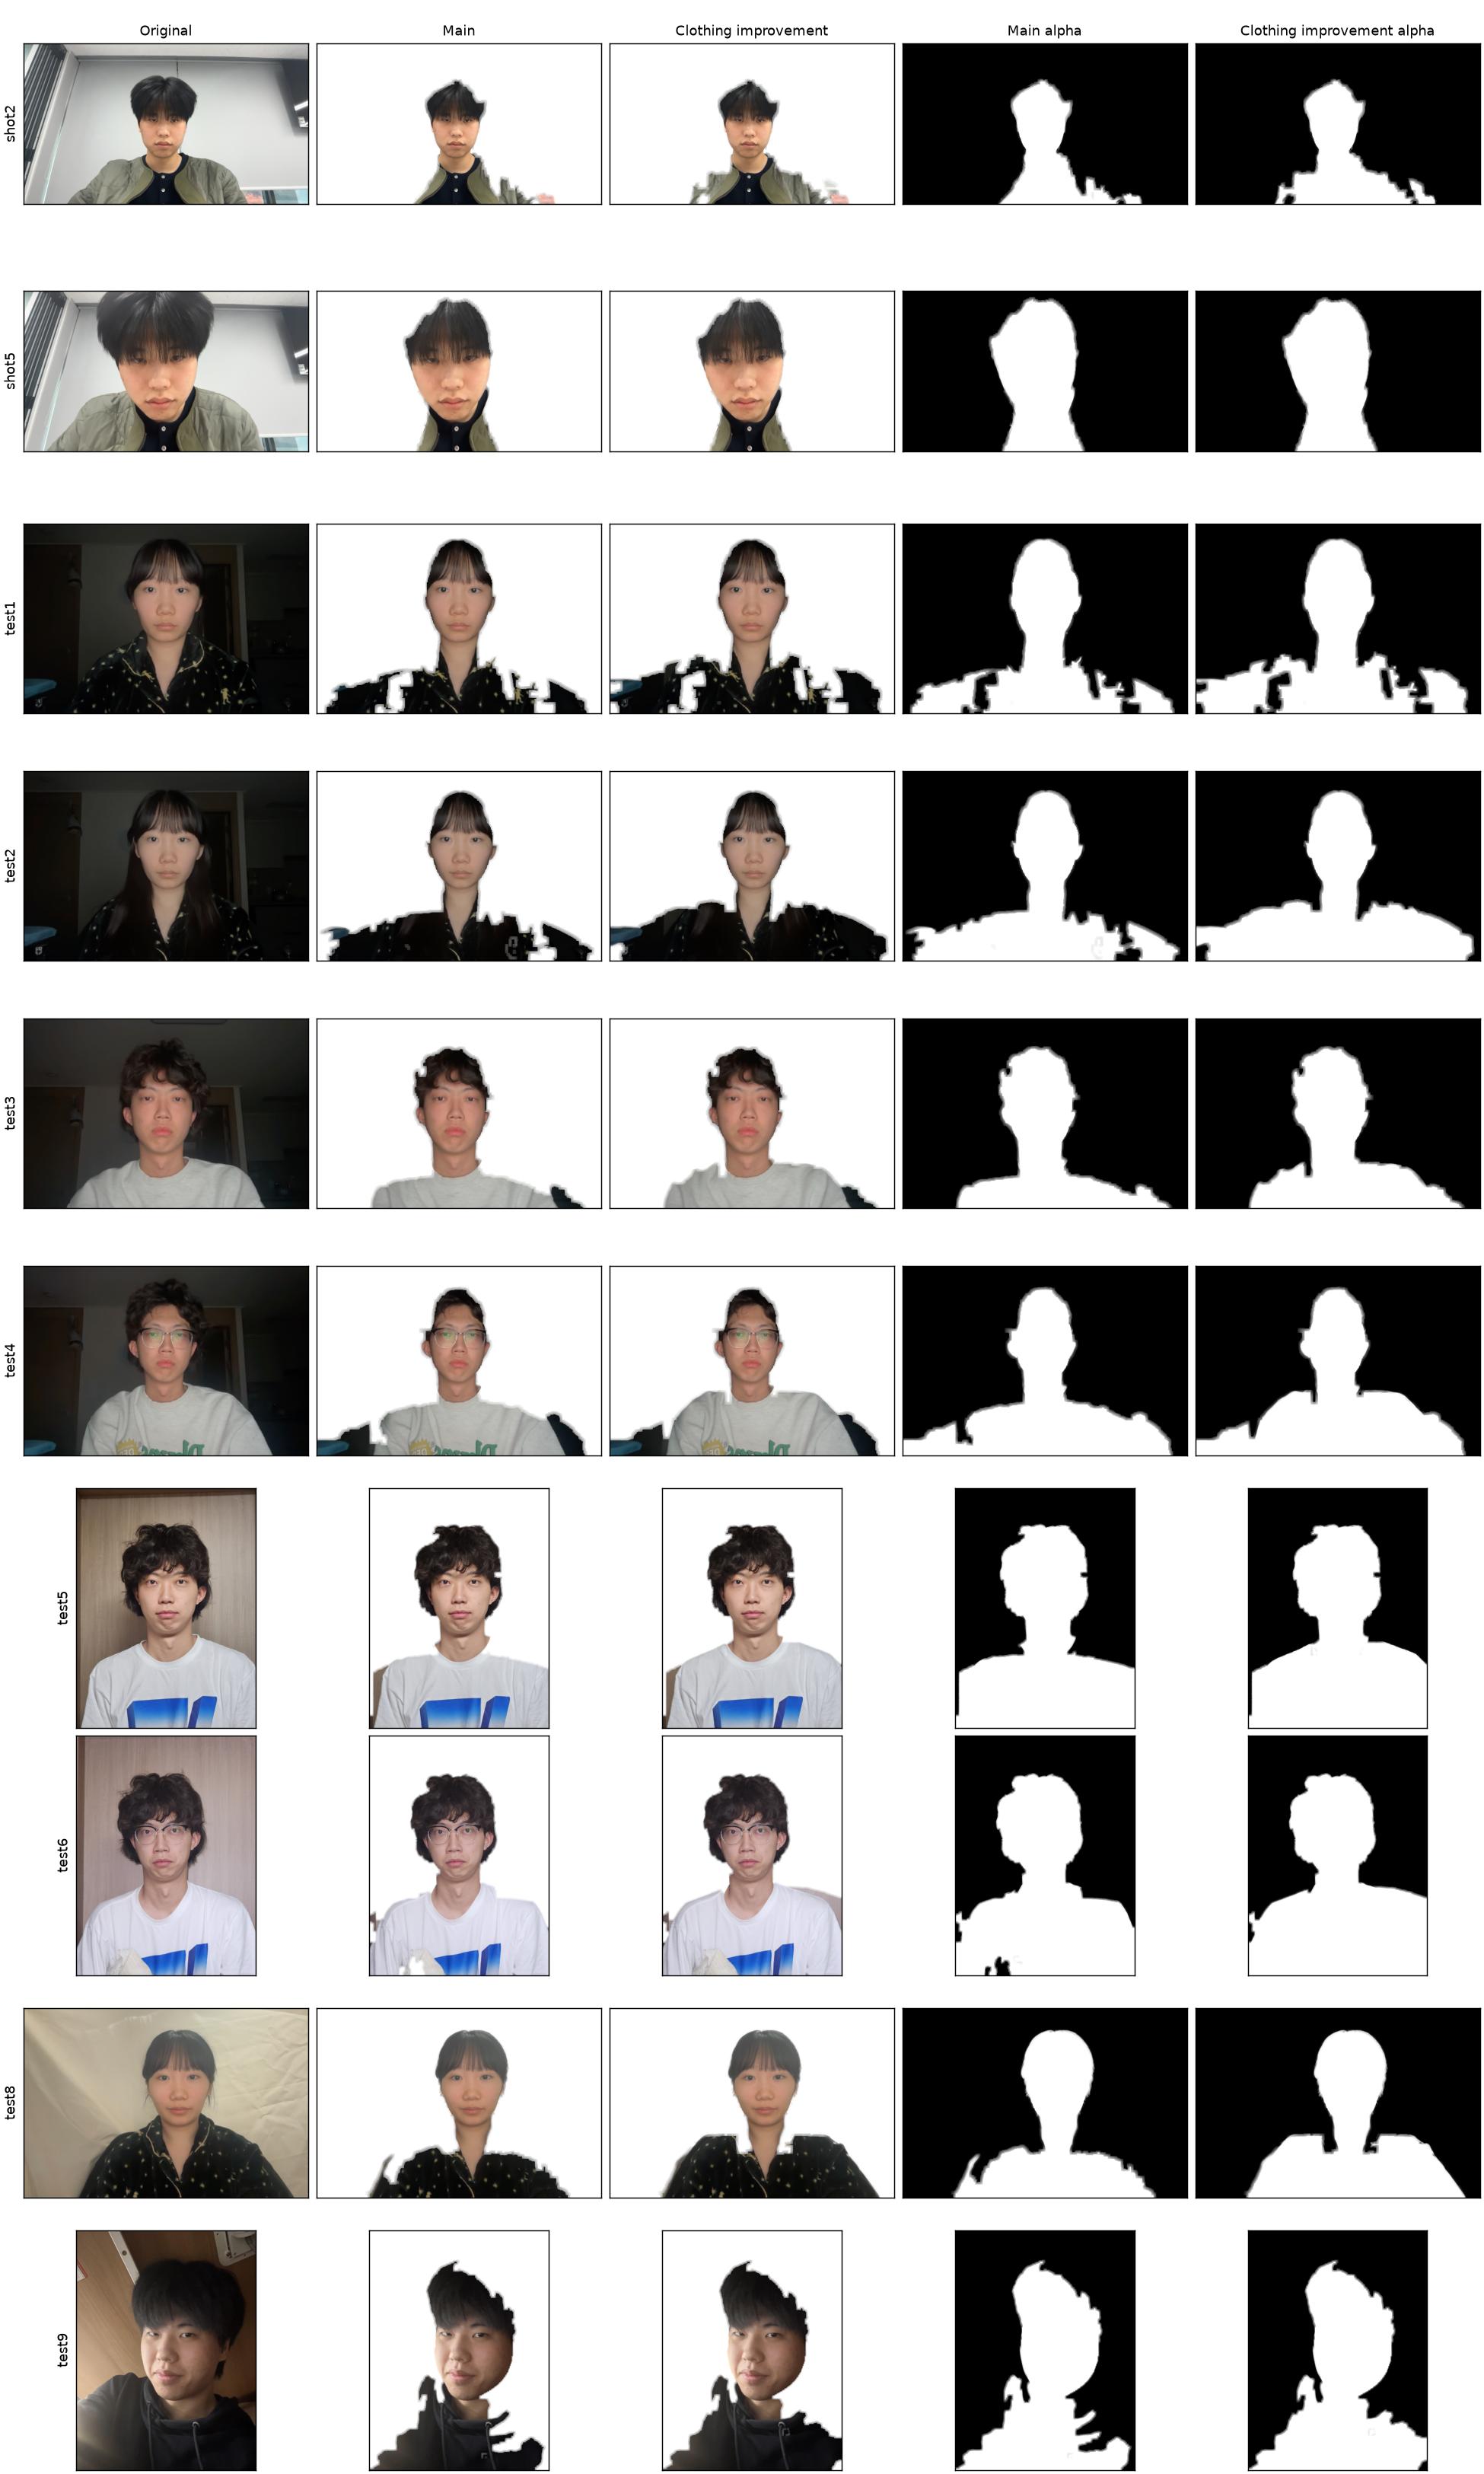 Original Main Clothing improvement Main alpha Clothing improvement alpha
shot2
shot5
test1
test2
test3
test4
test5
test6
test8
test9